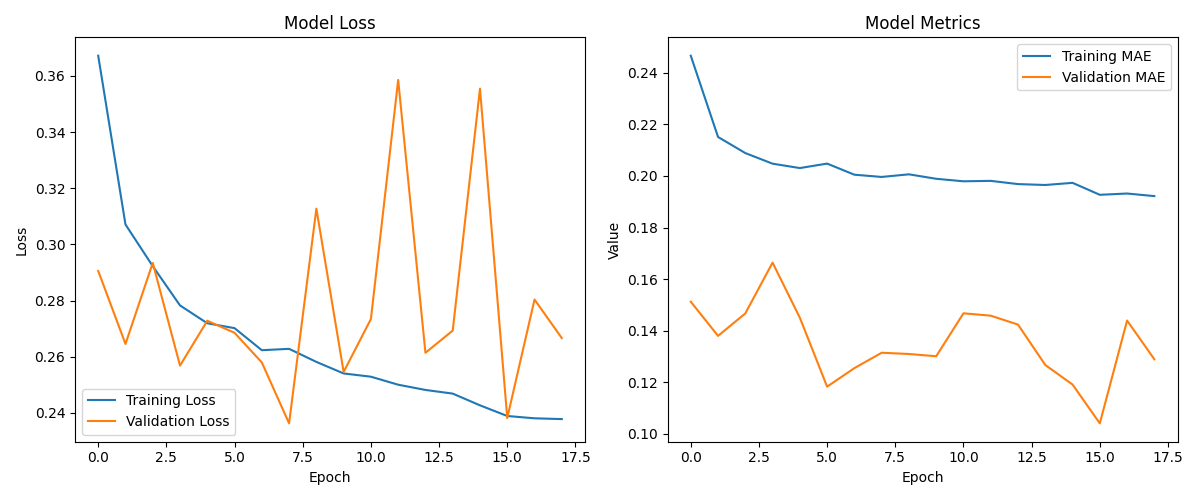 Model Loss
Loss
0.36
0.34
0.32
0.30
0.28
0.26
0.24
Training Loss
Validation Loss
0.0 2.5 5.0 7.5 10.0 12.5 15.0 17.5
Epoch
Model Metrics
Value
0.24
0.22
0.20
0.18
0.16
0.14
0.12
0.10
Training MAE
Validation MAE
0.0 2.5 5.0 7.5 10.0 12.5 15.0 17.5
Epoch